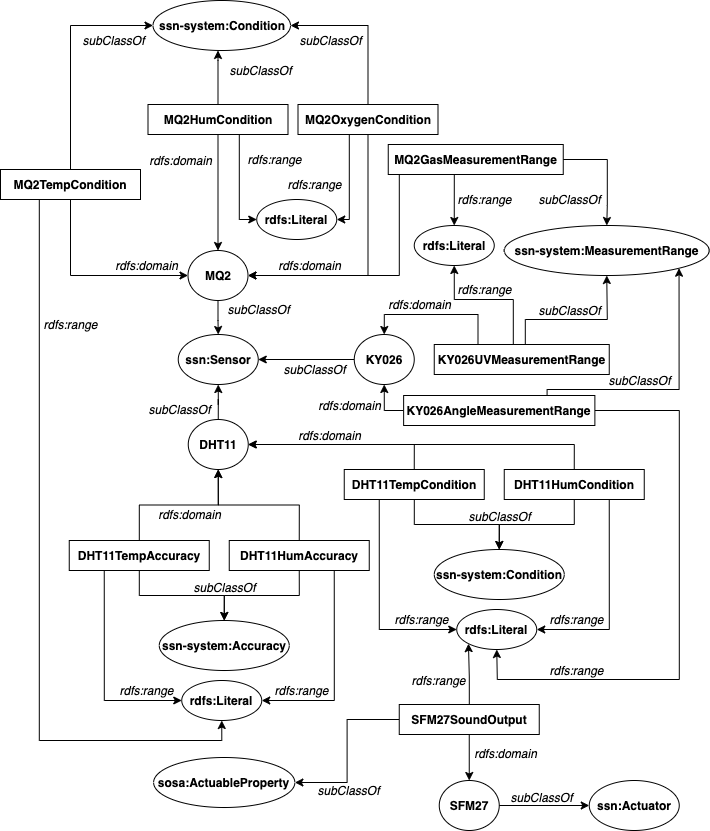 ssn-system:Condition
subClassOf
subClassOf
subClassOf
MQ2HumCondition
MQ2OxygenCondition
rdfs:domain
rdfs:range
MQ2GasMeasurementRange
MQ2TempCondition
rdfs:range
rdfs:range
subClassOf
rdfs:Literal
rdfs:Literal
ssn-system:MeasurementRange
rdfs:domain
MQ2
rdfs:domain
rdfs:range
rdfs:domain
subClassOf
subClassOf
rdfs:range
ssn:Sensor
subClassOf
KY026
KY026UVMeasurementRange
subClassOf
subClassOf
rdfs:domain
KY026AngleMeasurementRange
DHT11
rdfs:domain
DHT11TempCondition
DHT11HumCondition
rdfs:domain
subClassOf
DHT11TempAccuracy
DHT11HumAccuracy
ssn-system:Condition
subClassOf
rdfs:range
rdfs:Literal
rdfs:range
ssn-system:Accuracy
rdfs:range
rdfs:range
rdfs:Literal
rdfs:range
rdfs:range
SFM27SoundOutput
rdfs:domain
sosa:ActuableProperty
subClassOf
SFM27
subClassOf
ssn:Actuator